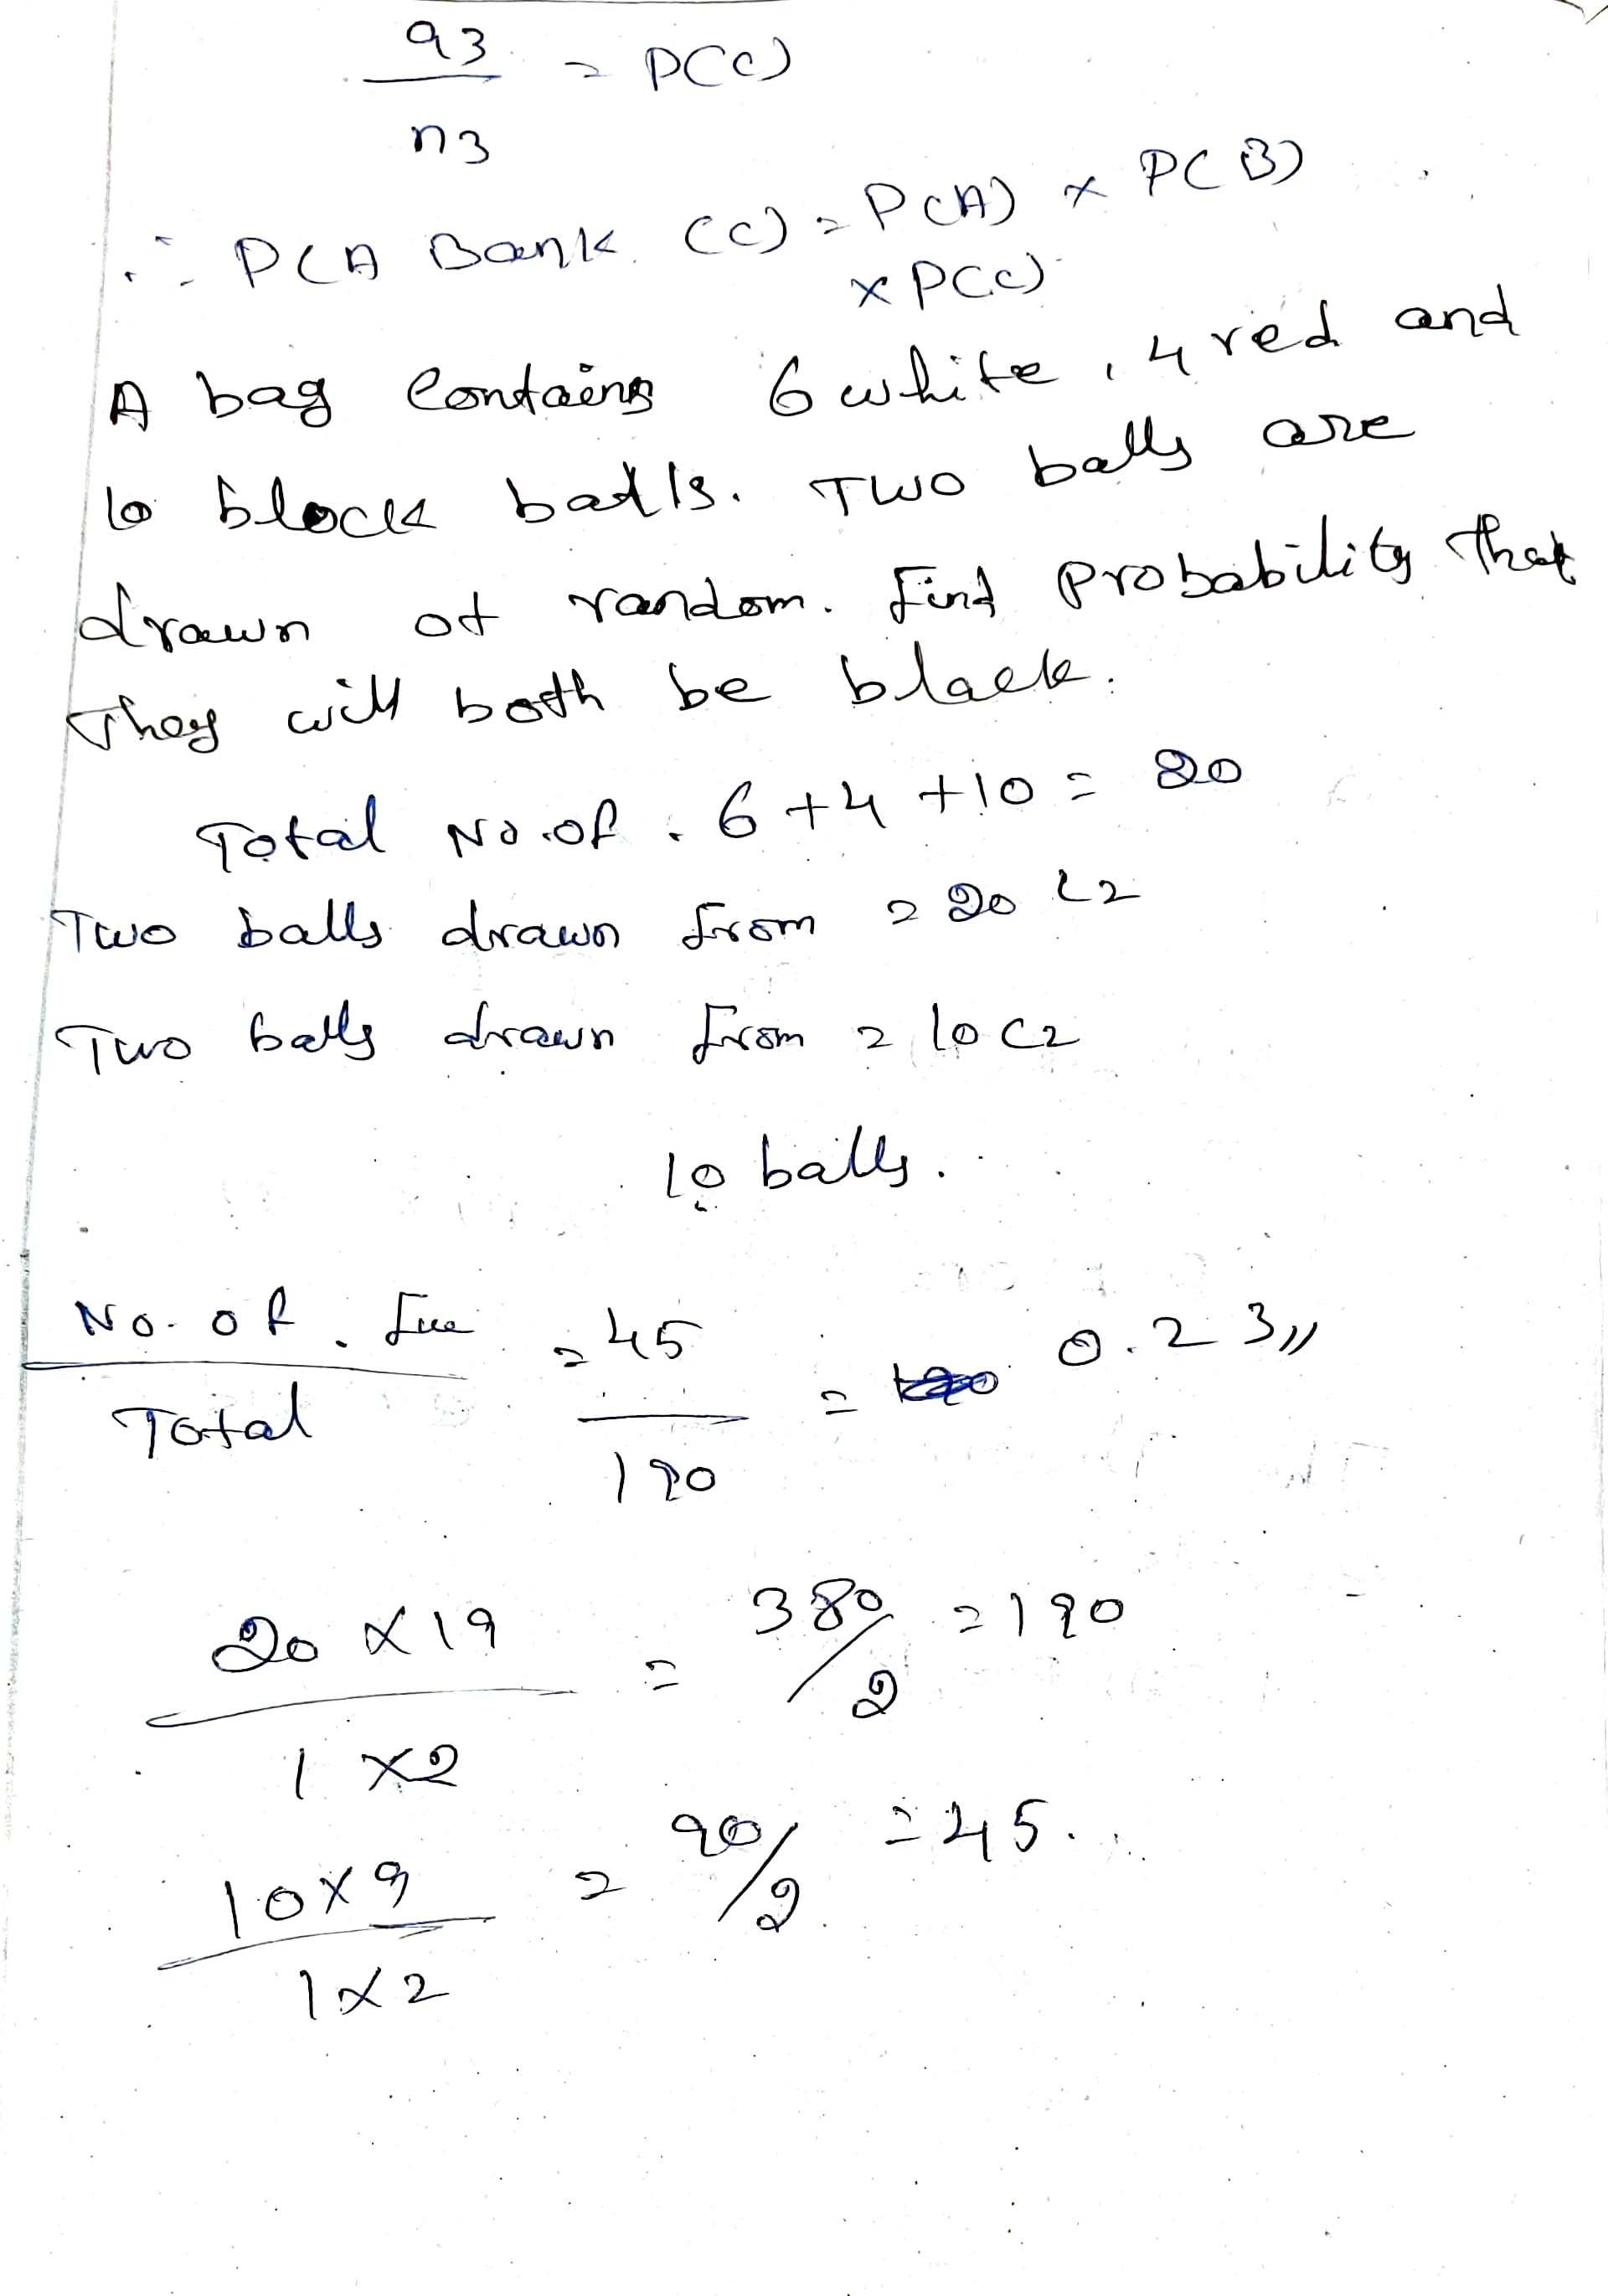 a3 = P(C)
n3
∴ P(A Bank (C) = P(A) x P(B)
x P(C)
A bag Contains 6 white, 4 red and
10 block balls. Two balls are
drawn at random. Find probability that
They will both be black.
Total No.of. 6 + 4 + 10 = 20
Two balls drawn from = 20 C2
Two balls drawn from = 10 C2
10 balls.
No. of. = 45 = 0.23,,
Total 190
20 x 19 = 380/2 = 190
1 x 2
10 x 9 = 90/2 = 45.
1 x 2